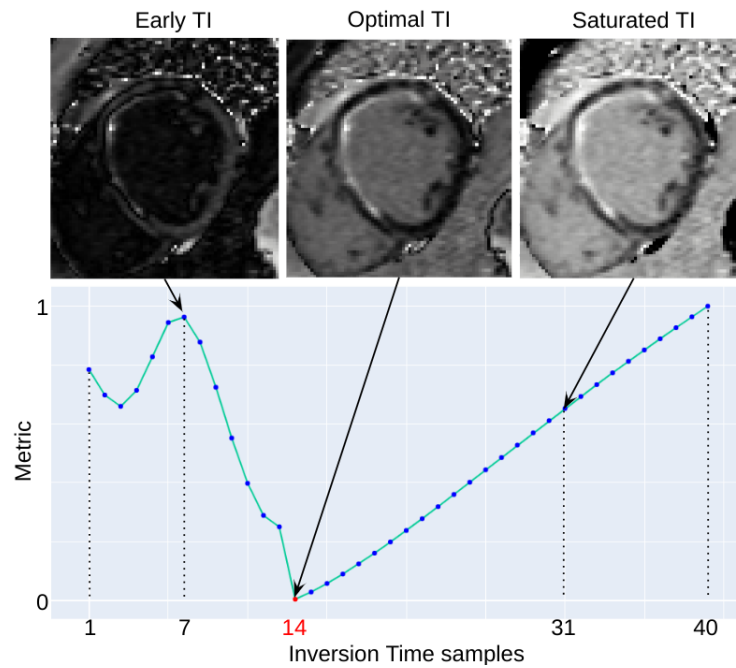 Early TI
Optimal TI
Saturated TI
1
Metric
0
1
7
14
31
40
Inversion Time samples